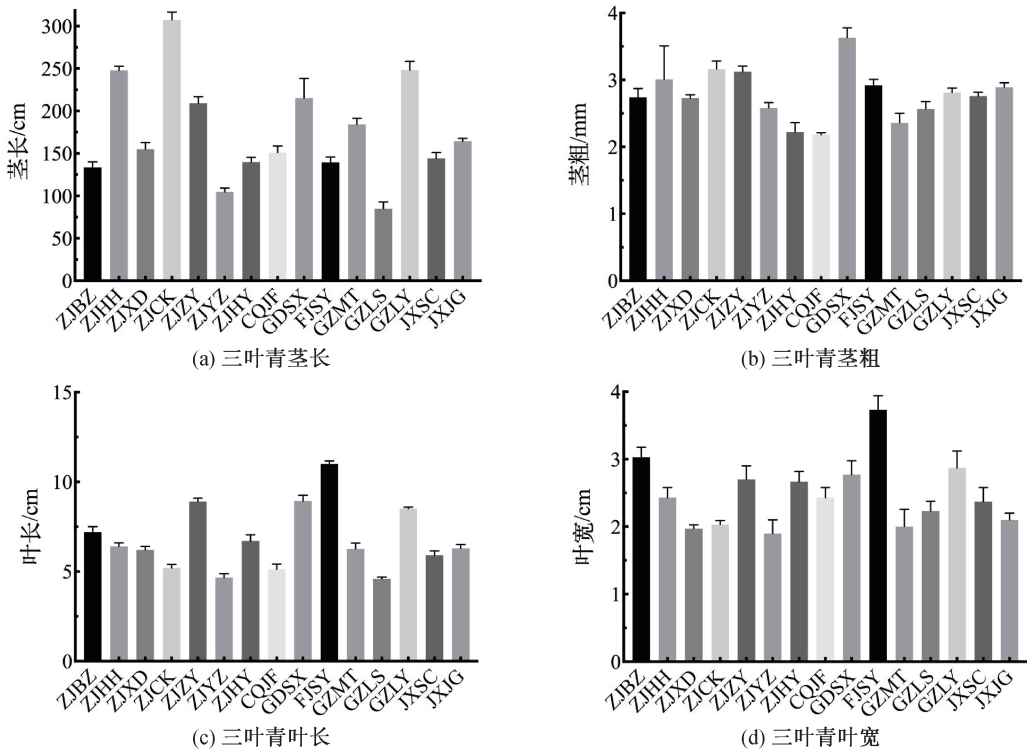 茎长/cm
300
250
200
150
100
50
0
ZJBZ ZJHH ZJXD ZJCK ZJZY ZJYZ ZJHY CQJF GDSX FJSY GZMT GZLS GZLY JXSC JXJG
(a) 三叶青茎长
茎粗/mm
4
3
2
1
0
ZJBZ ZJHH ZJXD ZJCK ZJZY ZJYZ ZJHY CQJF GDSX FJSY GZMT GZLS GZLY JXSC JXJG
(b) 三叶青茎粗
叶长/cm
15
10
5
0
ZJBZ ZJHH ZJXD ZJCK ZJZY ZJYZ ZJHY CQJF GDSX FJSY GZMT GZLS GZLY JXSC JXJG
(c) 三叶青叶长
叶宽/cm
4
3
2
1
0
ZJBZ ZJHH ZJXD ZJCK ZJZY ZJYZ ZJHY CQJF GDSX FJSY GZMT GZLS GZLY JXSC JXJG
(d) 三叶青叶宽